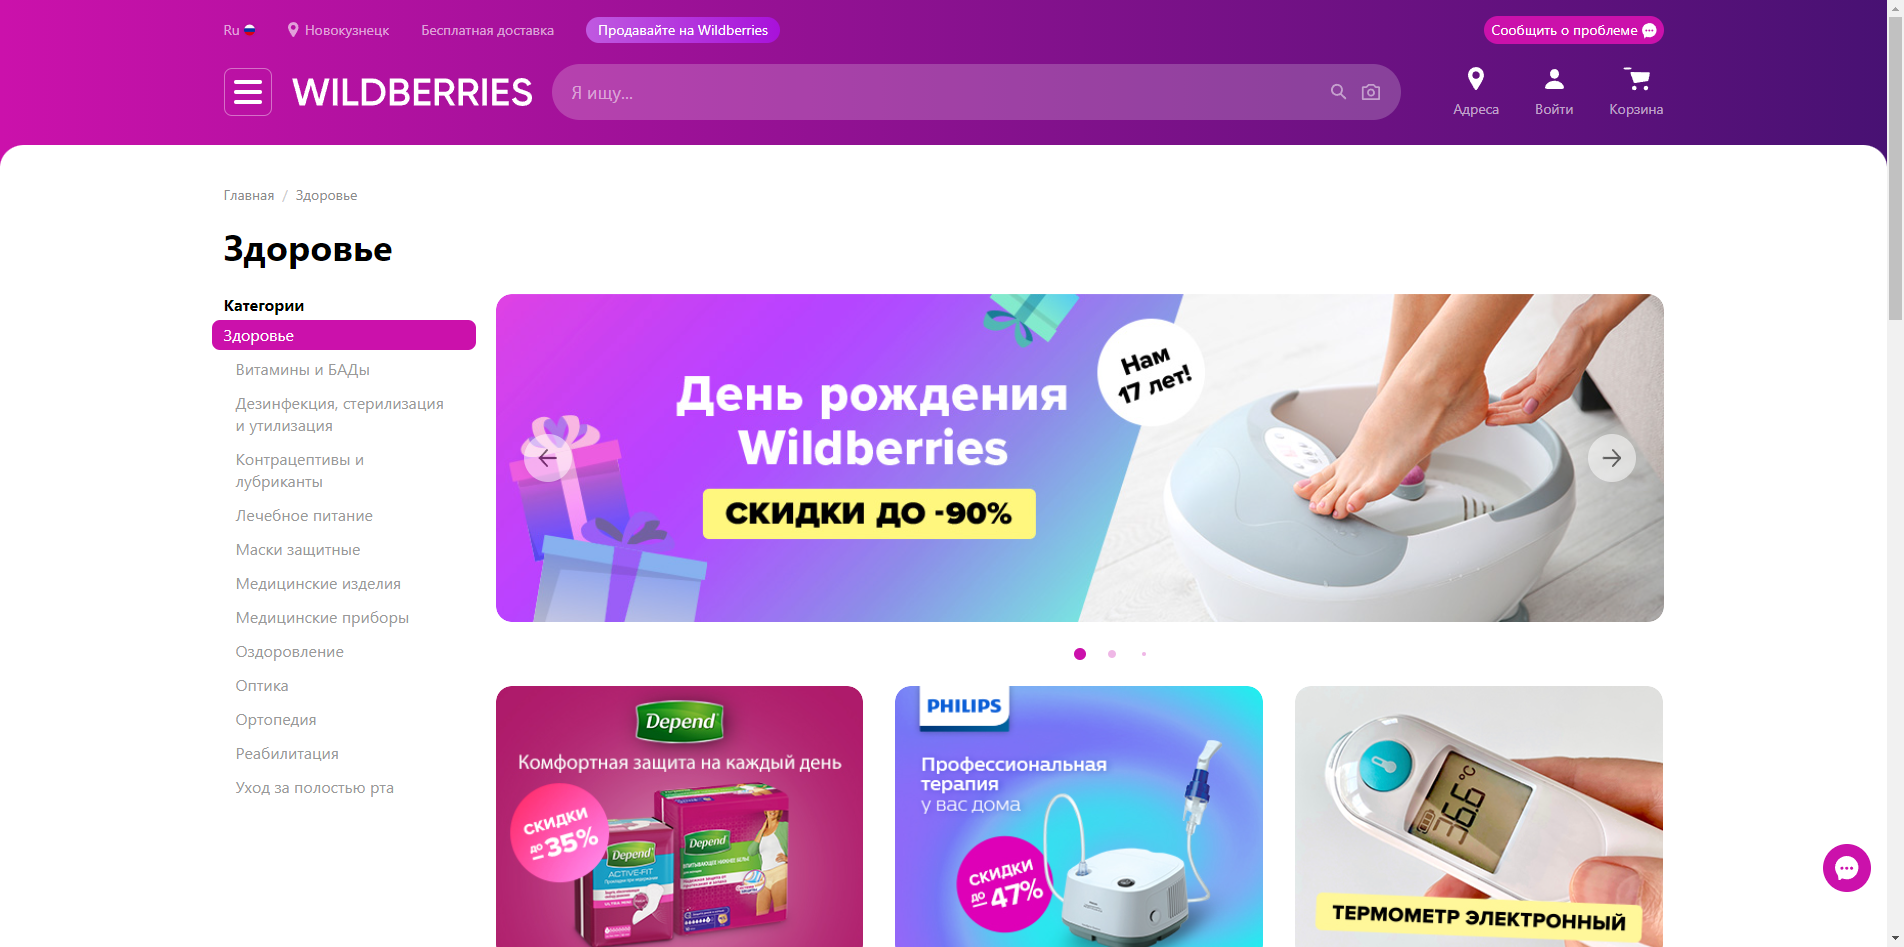 Ru
Новокузнецк
Бесплатная доставка
Продавайте на Wildberries
Сообщить о проблеме
WILDBERRIES
Я ищу...
Адреса
Войти
Корзина
Главная / Здоровье
Здоровье
Категории
Здоровье
Витамины и БАДы
Дезинфекция, стерилизация
и утилизация
Контрацептивы и
лубриканты
Лечебное питание
Маски защитные
Медицинские изделия
Медицинские приборы
Оздоровление
Оптика
Ортопедия
Реабилитация
Уход за полостью рта
День рождения
Wildberries
СКИДКИ ДО -90%
Нам
17 лет!
Depend
Комфортная защита на каждый день
СКИДКИ
до
–35%
Depend
ACTIVE-FIT
Depend
PHILIPS
Профессиональная
терапия
у вас дома
СКИДКИ
до
–47%
36.6 °C
ТЕРМОМЕТР ЭЛЕКТРОННЫЙ